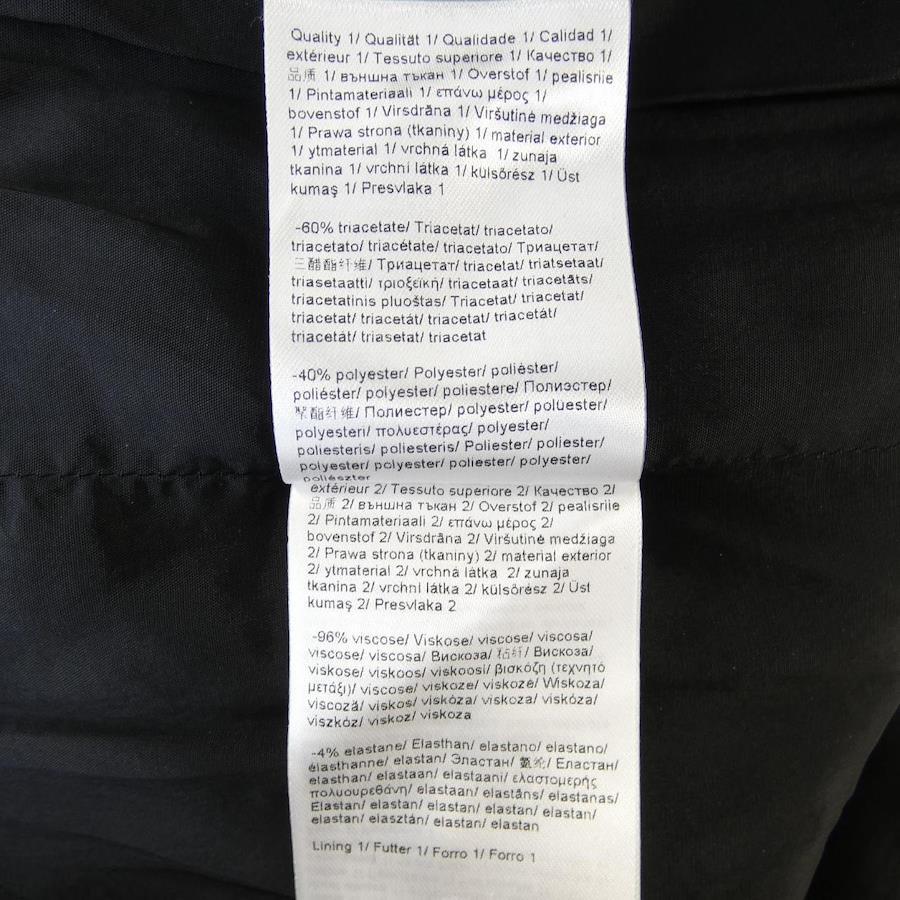 Quality 1/ Qualität 1/ Qualidade 1/ Calidad 1/
extérieur 1/ Tessuto superiore 1/ Качество 1/
品质 1/ външна тъкан 1/ Overstof 1/ pealisriie
1/ Pintamateriaali 1/ επάνω μέρος 1/
bovenstof 1/ Virsdrāna 1/ Viršutinė medžiaga
1/ Prawa strona (tkaniny) 1/ material exterior
1/ ytmaterial 1/ vrchná látka 1/ zunaja
tkanina 1/ vrchni látka 1/ külsőrész 1/ Üst
kumaş 1/ Presvlaka 1
-60% triacetate/ Triacetat/ triacetato/
triacetato/ triacétate/ triacetato/ Триацетат/
三醋酯纤维/ Триацетат/ triacetat/ triatsetaat/
triasetaatti/ τριοξεϊκή/ triacetaat/ triacetāts/
triacetatinis pluoštas/ Triacetat/ triacetat/
triacetat/ triacetát/ triacetat/ triacetát/
triacetát/ triasetat/ triacetat
-40% polyester/ Polyester/ poliéster/
poliéster/ polyester/ poliestere/ Полиэстер/
聚酯纤维/ Полиестер/ polyester/ polüester/
polyesteri/ πολυεστέρας/ polyester/
poliesteris/ poliesteris/ Poliester/ poliester/
polyester/ polyester/ poliester/ polyester/
poliészter
extérieur 2/ Tessuto superiore 2/ Качество 2/
品质 2/ външна тъкан 2/ Overstof 2/ pealisriie
2/ Pintamateriaali 2/ επάνω μέρος 2/
bovenstof 2/ Virsdrāna 2/ Viršutinė medžiaga
2/ Prawa strona (tkaniny) 2/ material exterior
2/ ytmaterial 2/ vrchná látka 2/ zunaja
tkanina 2/ vrchni látka 2/ külsőrész 2/ Üst
kumaş 2/ Presvlaka 2
-96% viscose/ Viskose/ viscose/ viscosa/
viscose/ viscosa/ Вискоза/ 粘纤/ Вискоза/
viskose/ viskoos/ viskoosi/ βισκόζη (τεχνητό
μετάξι)/ viscose/ viskoze/ viskozė/ Wiskoza/
viscoză/ viskos/ viskóza/ viskoza/ viskóza/
viszkóz/ viskoz/ viskoza
-4% elastane/ Elasthan/ elastano/ elastano/
élasthanne/ elastan/ Эластан/ 氨纶/ Еластан/
elasthan/ elastaan/ elastaani/ ελαστομερής
πολυουρεθάνη/ elastaan/ elastāns/ elastanas/
Elastan/ elastan/ elastan/ elastan/ elastan/
elastan/ elasztán/ elastan/ elastan
Lining 1/ Futter 1/ Forro 1/ Forro 1